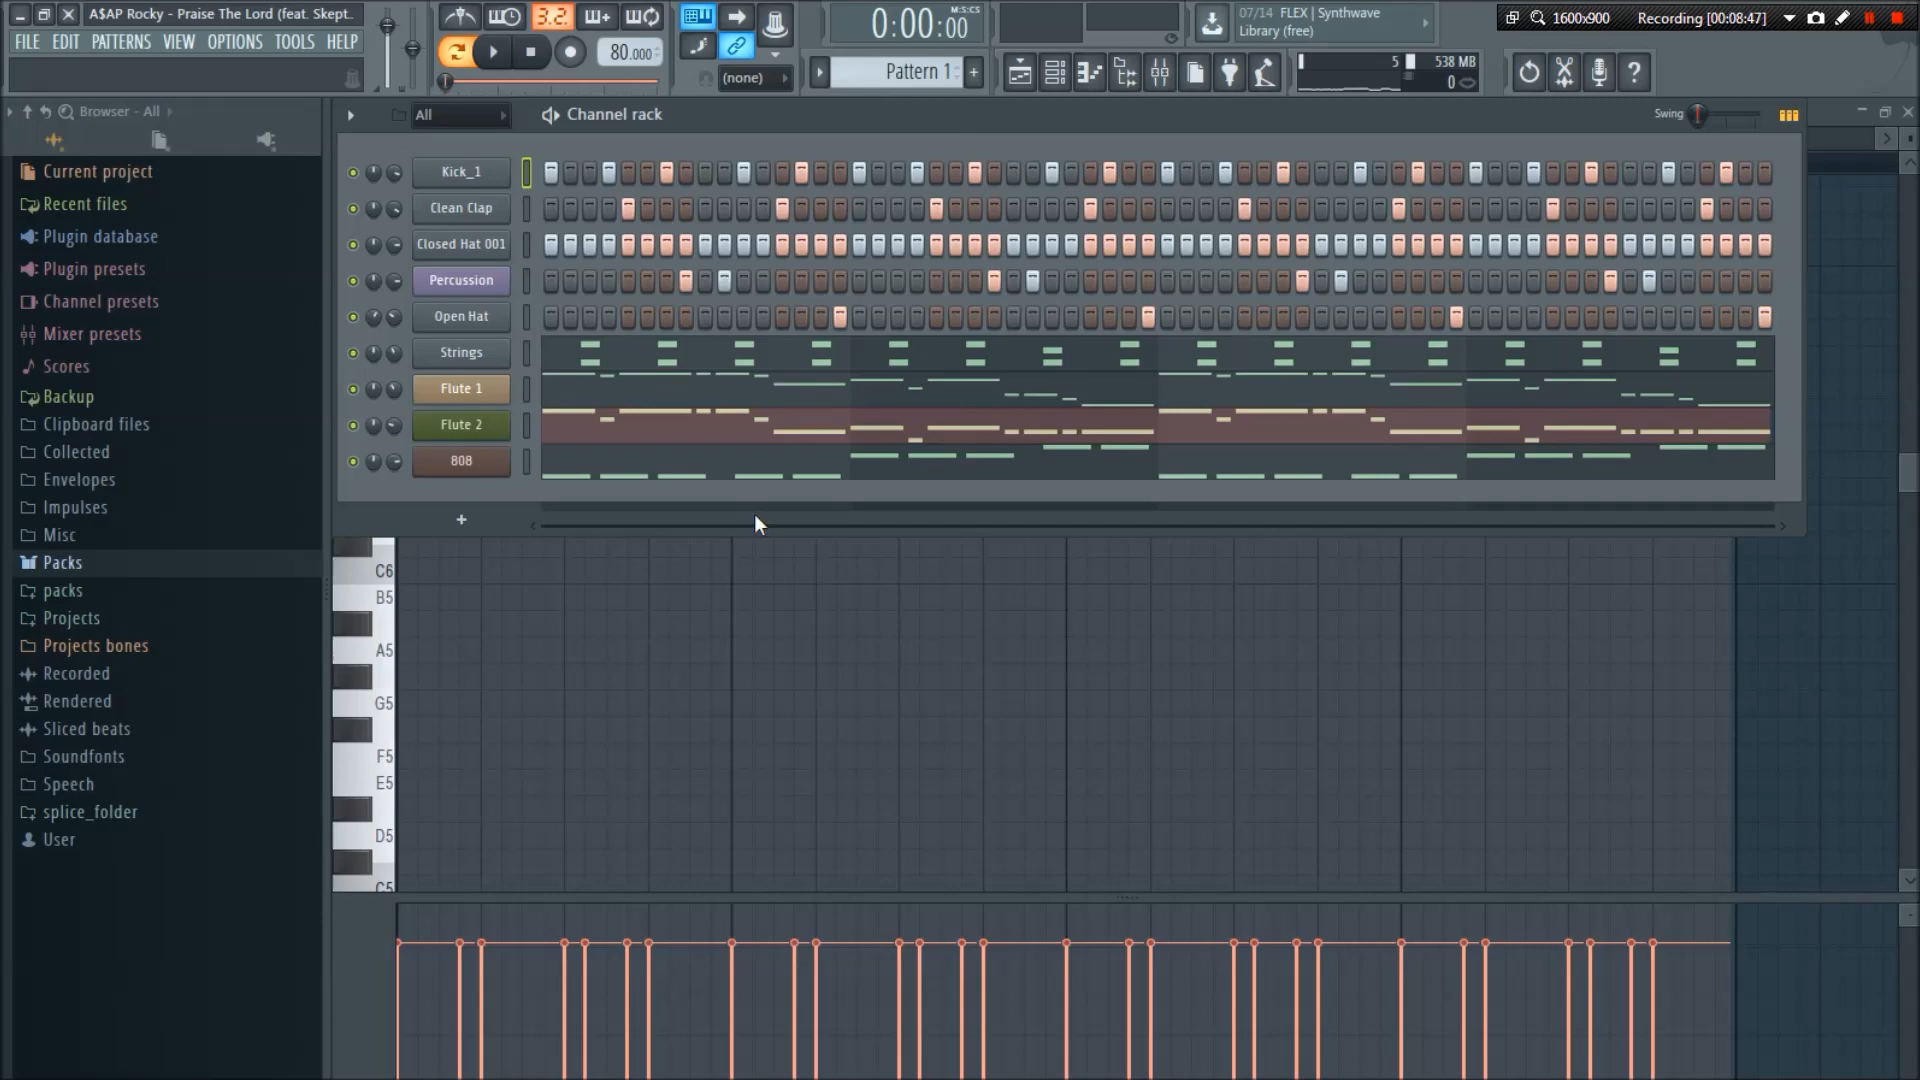 A$AP Rocky - Praise The Lord (feat. Skept..
FILE EDIT PATTERNS VIEW OPTIONS TOOLS HELP
3.2.
80.000
(none)
0:00:00
M:S:CS
Pattern 1
07/14 FLEX | Synthwave
Library (free)
5
538 MB
0
1600x900
Recording [00:08:47]
Browser - All
Current project
Recent files
Plugin database
Plugin presets
Channel presets
Mixer presets
Scores
Backup
Clipboard files
Collected
Envelopes
Impulses
Misc
Packs
packs
Projects
Projects bones
Recorded
Rendered
Sliced beats
Soundfonts
Speech
splice_folder
User
All
Channel rack
Swing
Kick_1
Clean Clap
Closed Hat 001
Percussion
Open Hat
Strings
Flute 1
Flute 2
808
+
C6
B5
A5
G5
F5
E5
D5
C5